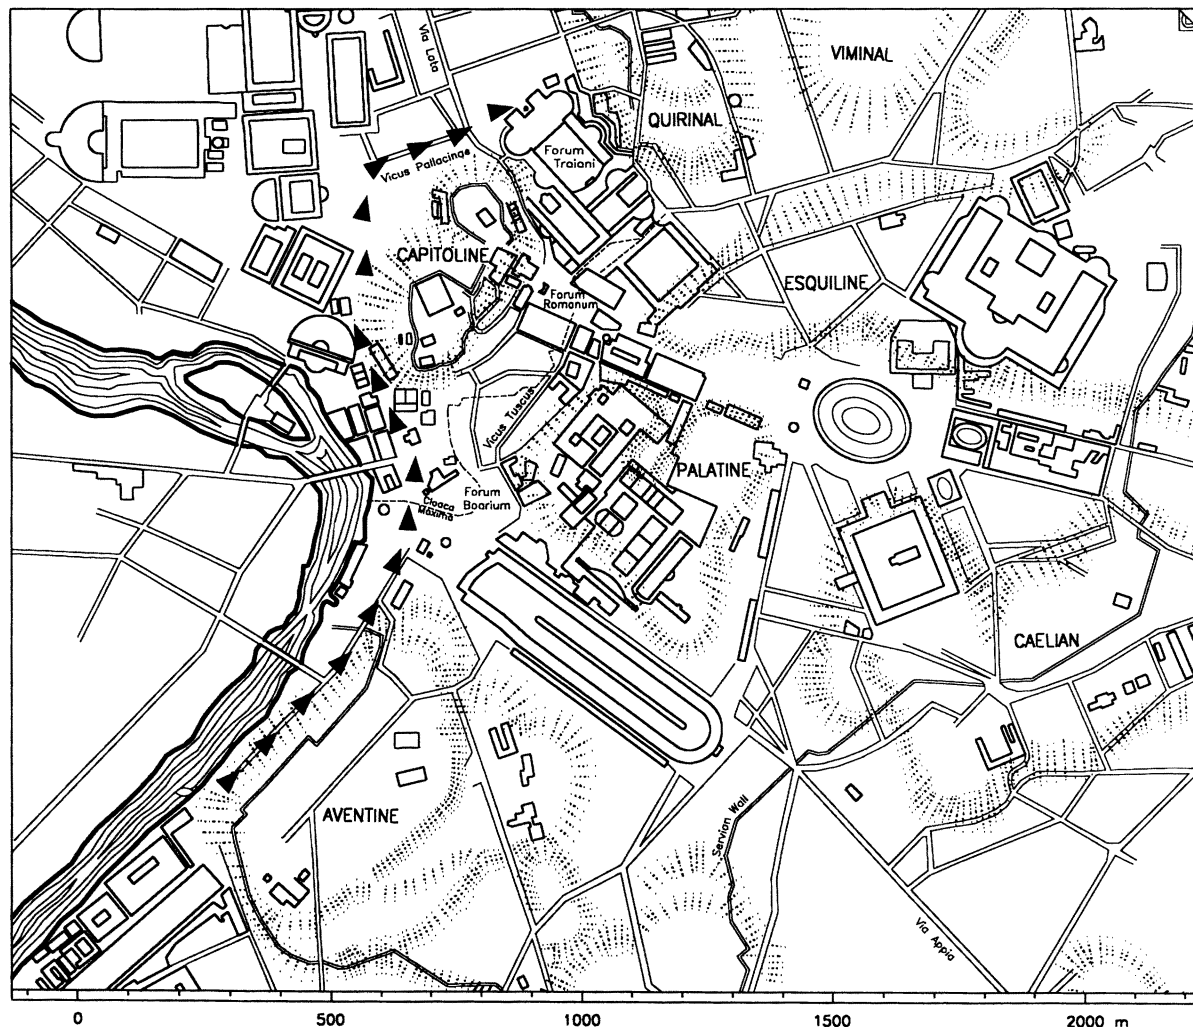 Via Lata
VIMINAL
QUIRINAL
Forum
Traiani
Vicus Pallacinae
CAPITOLINE
ESQUILINE
Forum
Romanum
Vicus Tuscus
PALATINE
Forum
Boarium
Cloaca
Maxima
CAELIAN
AVENTINE
Servian Wall
Via Appia
0 500 1000 1500 2000 m